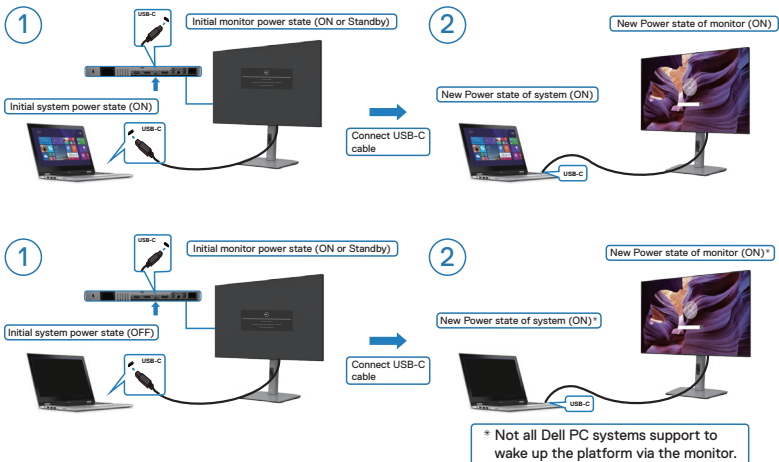 1
USB-C
Initial monitor power state (ON or Standby)
2
New Power state of monitor (ON)
Initial system power state (ON)
USB-C
New Power state of system (ON)
Connect USB-C
cable
USB-C
1
USB-C
Initial monitor power state (ON or Standby)
2
New Power state of monitor (ON)*
Initial system power state (OFF)
USB-C
New Power state of system (ON)*
Connect USB-C
cable
USB-C
* Not all Dell PC systems support to
wake up the platform via the monitor.